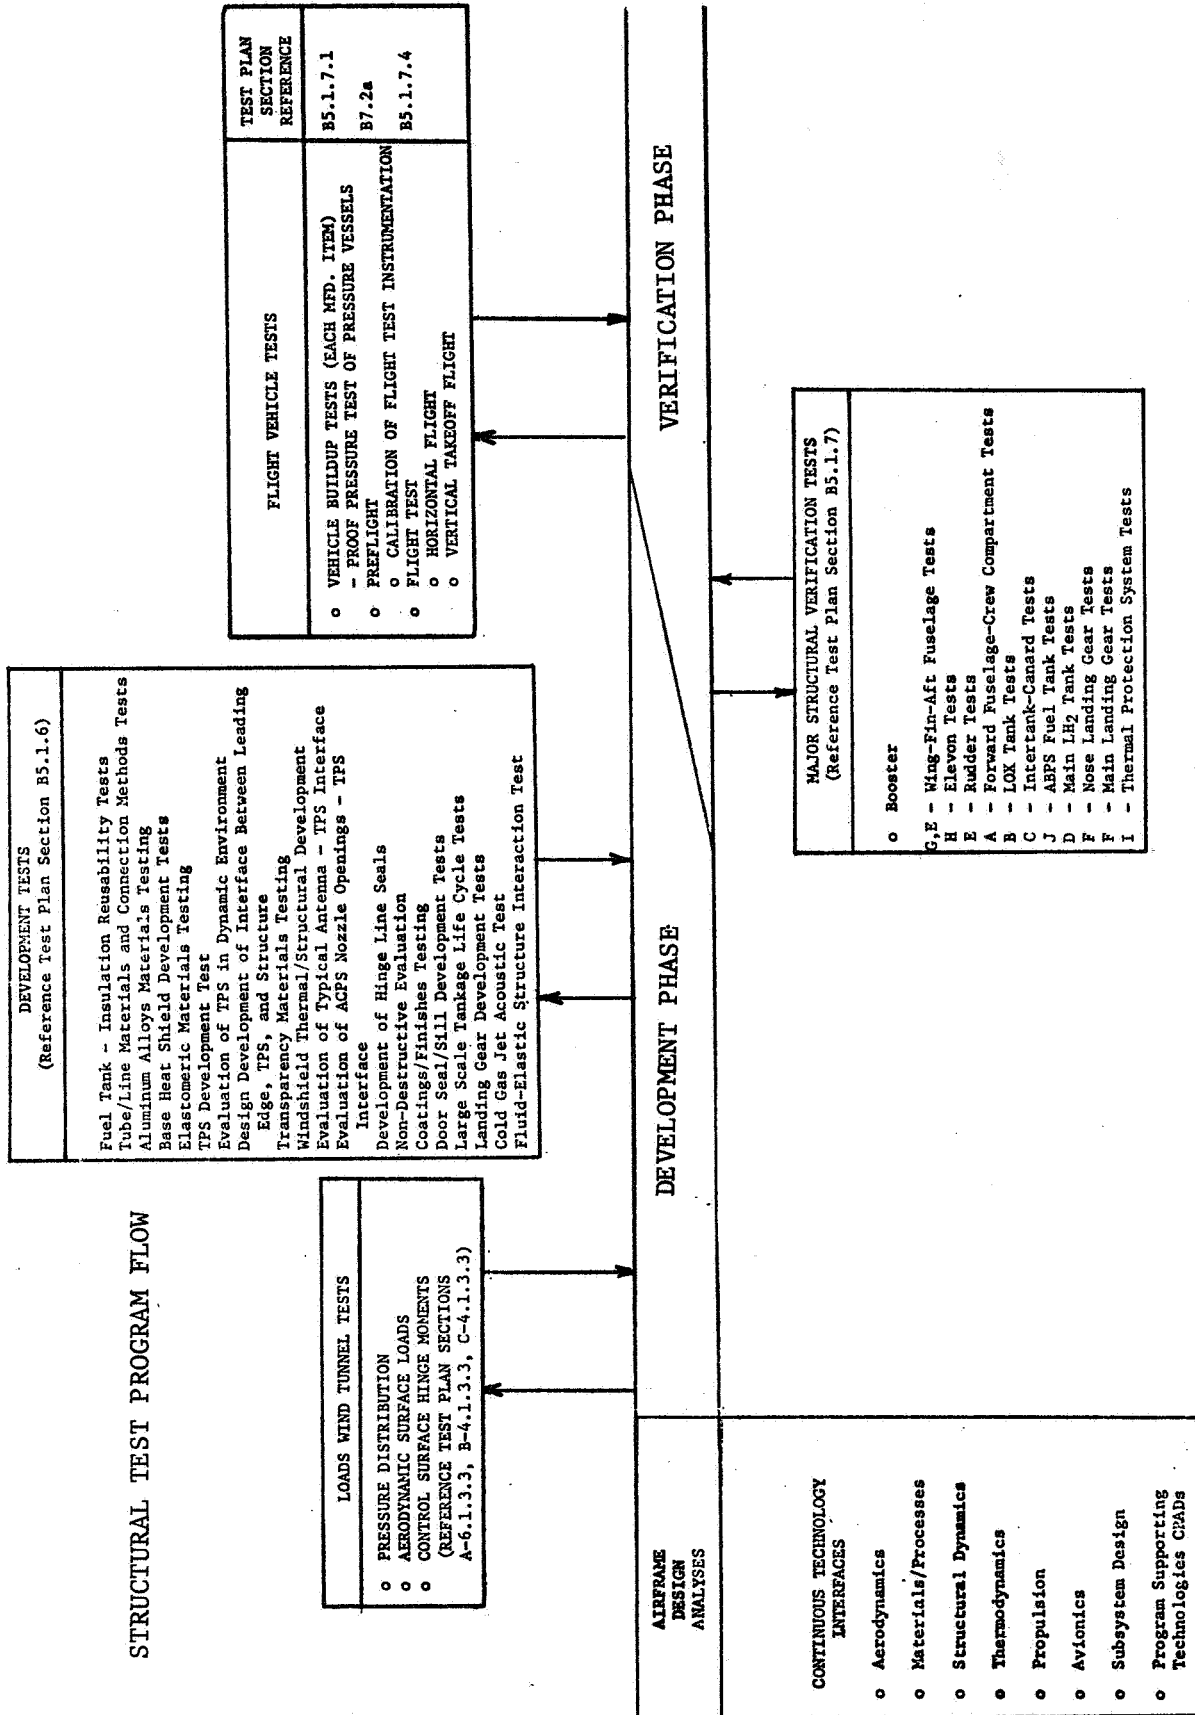 STRUCTURAL TEST PROGRAM FLOW
LOADS WIND TUNNEL TESTS
o PRESSURE DISTRIBUTION
o AERODYNAMIC SURFACE LOADS
o CONTROL SURFACE HINGE MOMENTS
(REFERENCE TEST PLAN SECTIONS
A-6.1.3.3, B-4.1.3.3, C-4.1.3.3)
DEVELOPMENT TESTS
(Reference Test Plan Section B5.1.6)
Fuel Tank - Insulation Reusability Tests
Tube/Line Materials and Connection Methods Tests
Aluminum Alloys Materials Testing
Base Heat Shield Development Tests
Elastomeric Materials Testing
TPS Development Test
Evaluation of TPS in Dynamic Environment
Design Development of Interface Between Leading
Edge, TPS, and Structure
Transparency Materials Testing
Windshield Thermal/Structural Development
Evaluation of Typical Antenna - TPS Interface
Evaluation of ACPS Nozzle Openings - TPS
Interface
Development of Hinge Line Seals
Non-Destructive Evaluation
Coatings/Finishes Testing
Door Seal/Sill Development Tests
Large Scale Tankage Life Cycle Tests
Landing Gear Development Tests
Cold Gas Jet Acoustic Test
Fluid-Elastic Structure Interaction Test
FLIGHT VEHICLE TESTS
TEST PLAN
SECTION
REFERENCE
o VEHICLE BUILDUP TESTS (EACH MFD. ITEM) B5.1.7.1
- PROOF PRESSURE TEST OF PRESSURE VESSELS
o PREFLIGHT B7.2a
o CALIBRATION OF FLIGHT TEST INSTRUMENTATION
o FLIGHT TEST B5.1.7.4
o HORIZONTAL FLIGHT
o VERTICAL TAKEOFF FLIGHT
AIRFRAME
DESIGN
ANALYSES
DEVELOPMENT PHASE
VERIFICATION PHASE
CONTINUOUS TECHNOLOGY
INTERFACES
o Aerodynamics
o Materials/Processes
o Structural Dynamics
o Thermodynamics
o Propulsion
o Avionics
o Subsystem Design
o Program Supporting
Technologies CRADs
MAJOR STRUCTURAL VERIFICATION TESTS
(Reference Test Plan Section B5.1.7)
o Booster
G,E - Wing-Fin-Aft Fuselage Tests
H - Elevon Tests
E - Rudder Tests
A - Forward Fuselage-Crew Compartment Tests
B - LOX Tank Tests
C - Intertank-Canard Tests
J - ABPS Fuel Tank Tests
D - Main LH2 Tank Tests
F - Nose Landing Gear Tests
F - Main Landing Gear Tests
I - Thermal Protection System Tests